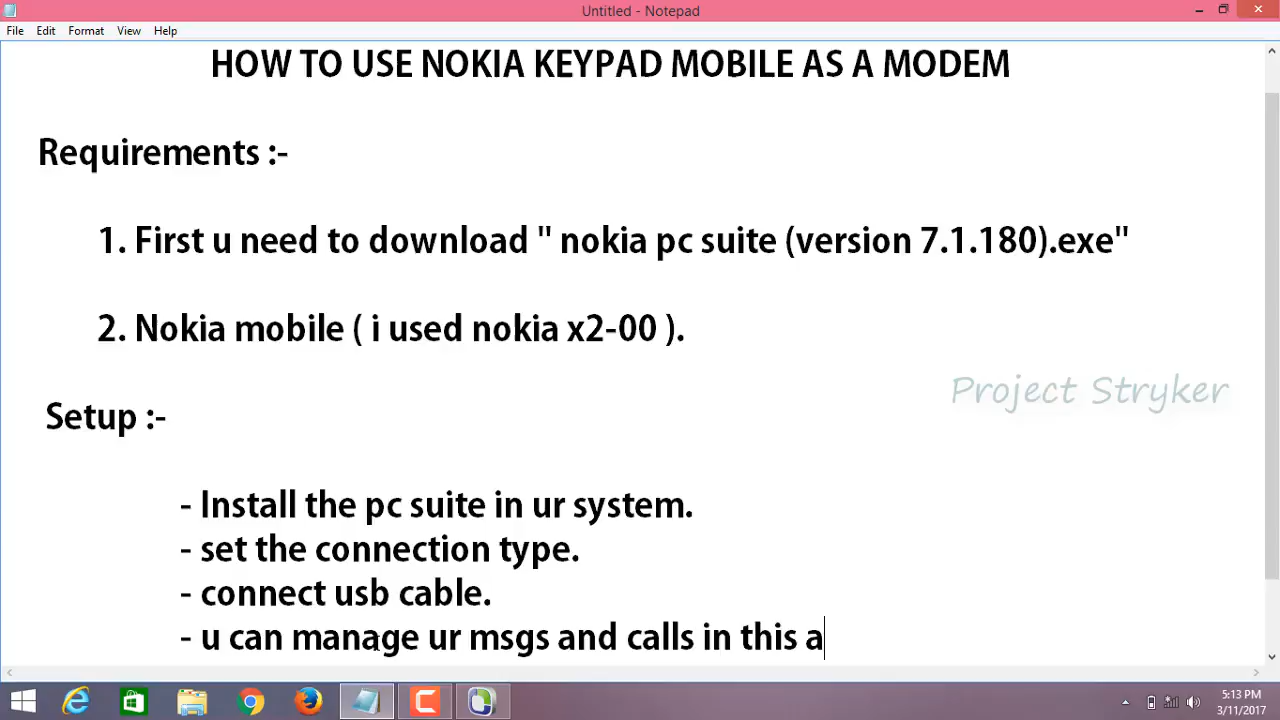 Untitled - Notepad
File Edit Format View Help
HOW TO USE NOKIA KEYPAD MOBILE AS A MODEM
Requirements :-
1. First u need to download " nokia pc suite (version 7.1.180).exe"
2. Nokia mobile ( i used nokia x2-00 ).
Project Stryker
Setup :-
- Install the pc suite in ur system.
- set the connection type.
- connect usb cable.
- u can manage ur msgs and calls in this a
5:13 PM
3/11/2017